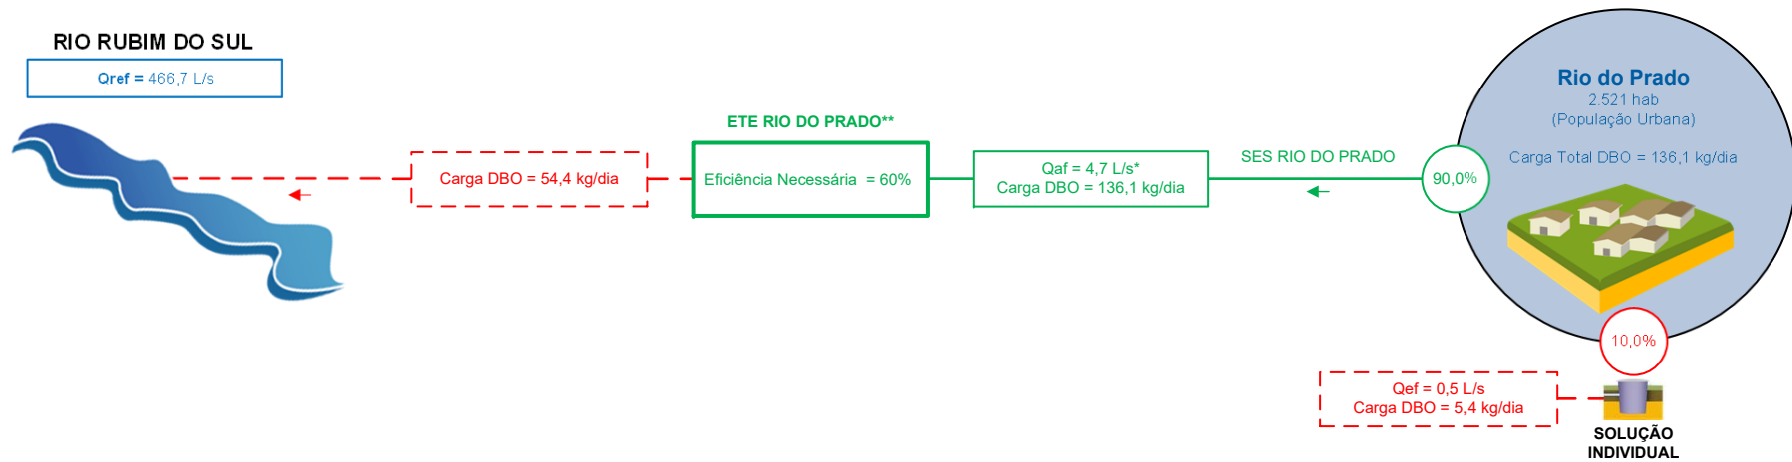 RIO RUBIM DO SUL
Qref = 466,7 L/s
Carga DBO = 54,4 kg/dia
ETE RIO DO PRADO**
Eficiência Necessária = 60%
Qaf = 4,7 L/s*
Carga DBO = 136,1 kg/dia
SES RIO DO PRADO
90,0%
Rio do Prado
2.521 hab
(População Urbana)
Carga Total DBO = 136,1 kg/dia
10,0%
Qef = 0,5 L/s
Carga DBO = 5,4 kg/dia
SOLUÇÃO
INDIVIDUAL